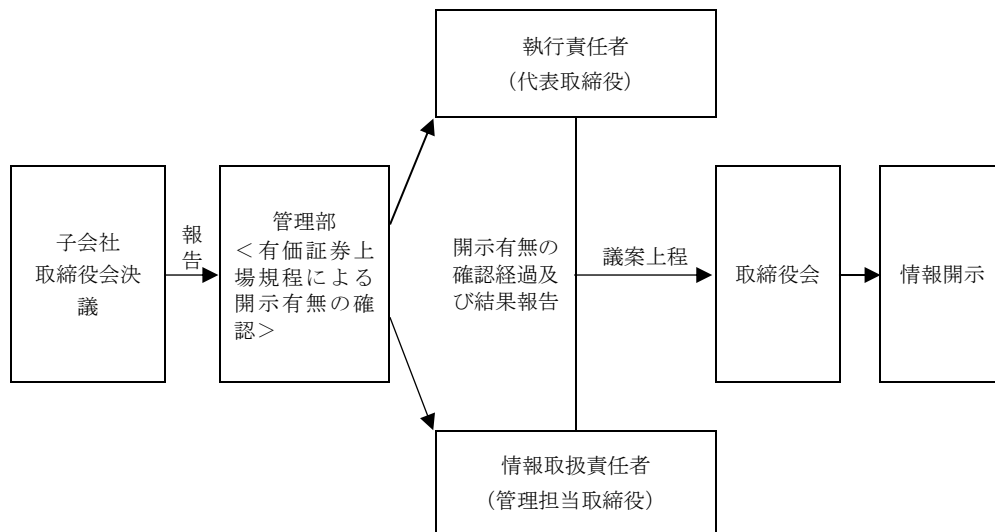 執行責任者
（代表取締役）
子会社
取締役会決
議
報
告
管理部
＜有価証券上
場規程による
開示有無の確
認＞
開示有無の
確認経過及
び結果報告
議案上程
取締役会
情報開示
情報取扱責任者
（管理担当取締役）